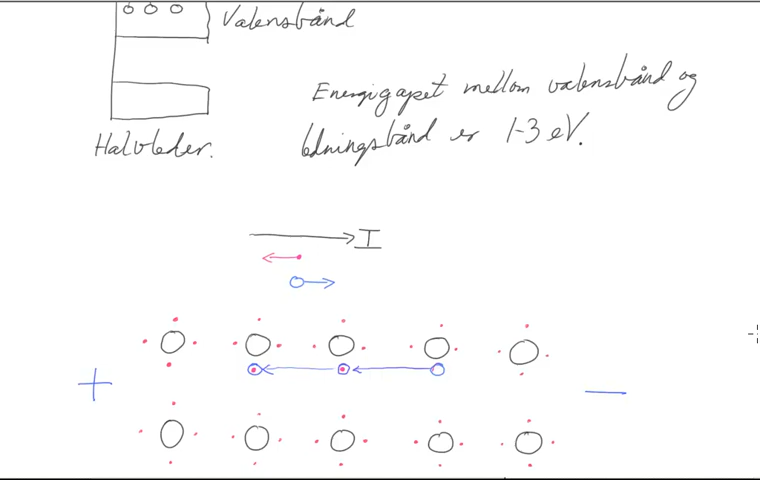 Valensbånd
Energigapet mellom valensbånd og
ledningsbånd er 1-3 eV.
Halvleder.
I
+ −